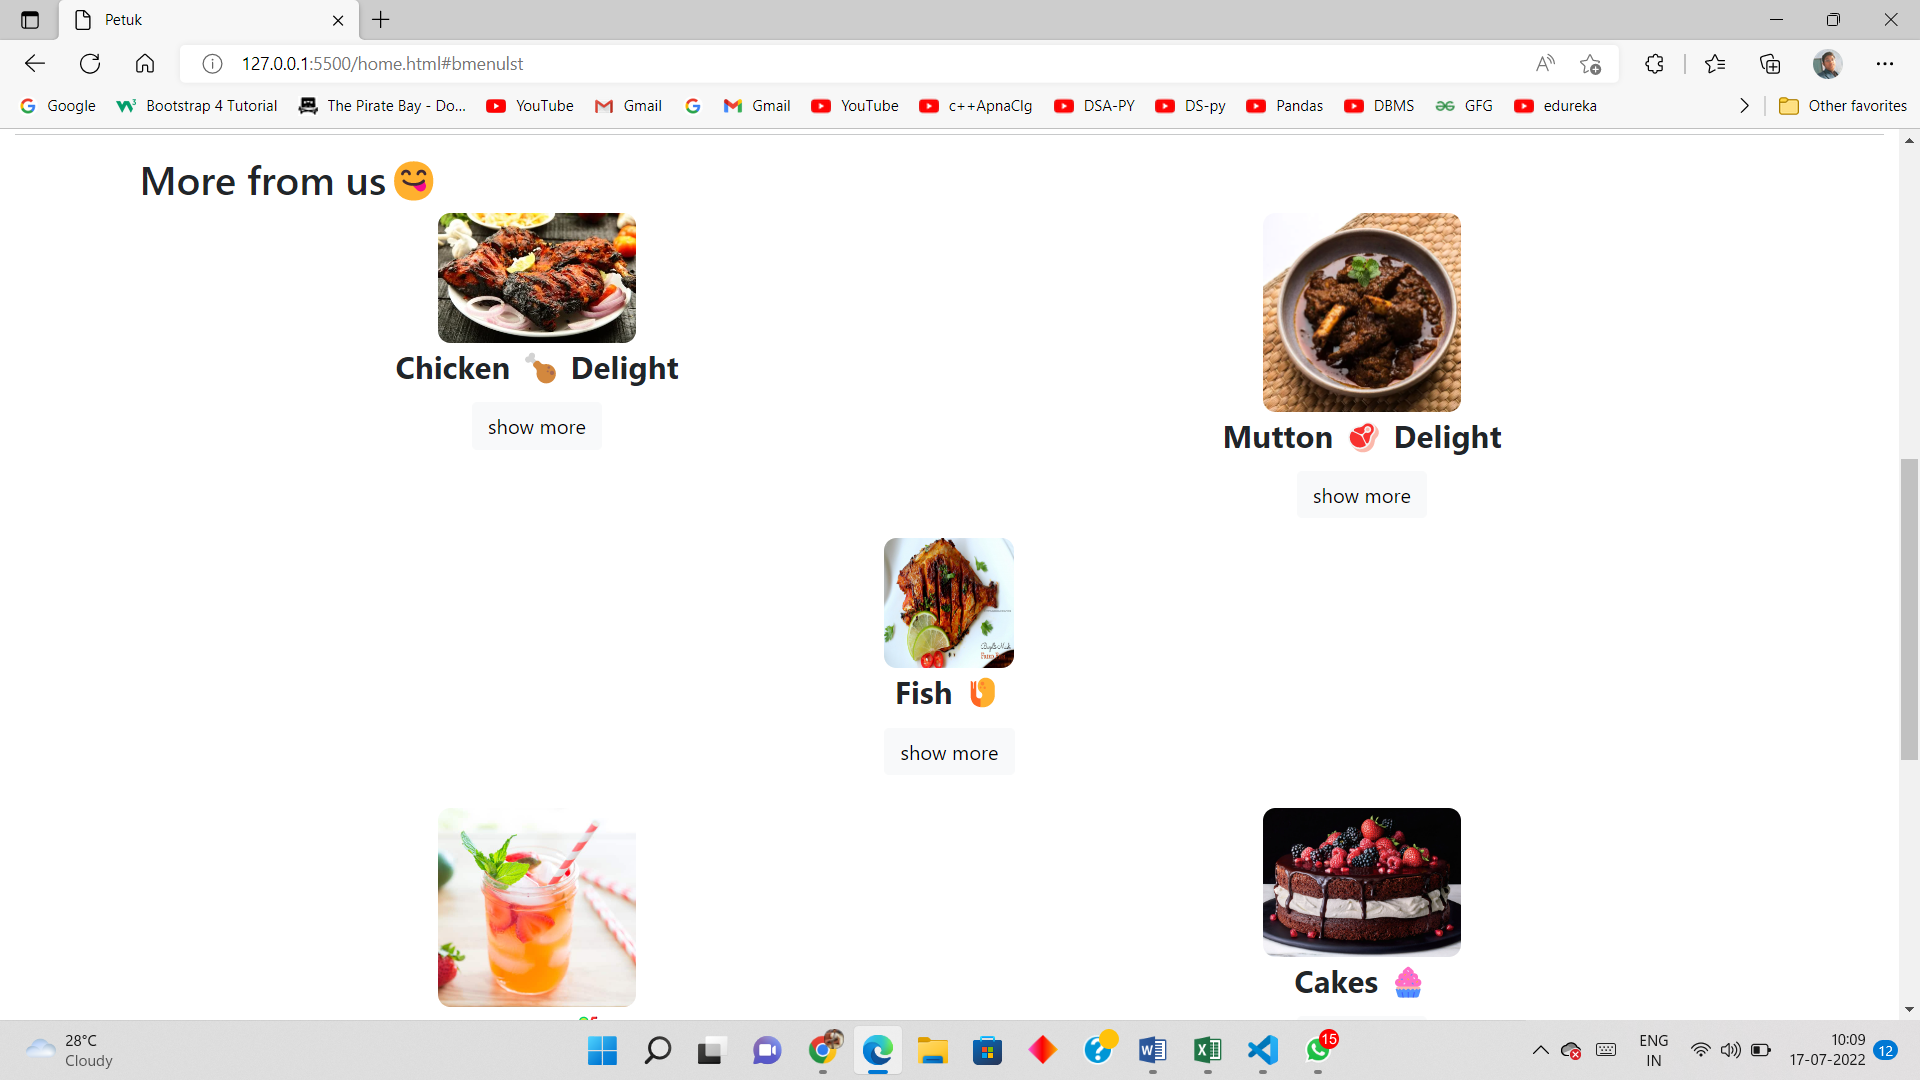 Petuk
127.0.0.1:5500/home.html#bmenulst
Google Bootstrap 4 Tutorial The Pirate Bay - Do... YouTube Gmail Gmail YouTube c++ApnaClg DSA-PY DS-py Pandas DBMS GFG edureka Other favorites
More from us😋
Chicken 🍗 Delight
show more
Mutton 🥩 Delight
show more
Fish 🍤
show more
Cakes 🧁
28°C
Cloudy
15
ENG
IN
10:09
17-07-2022
12